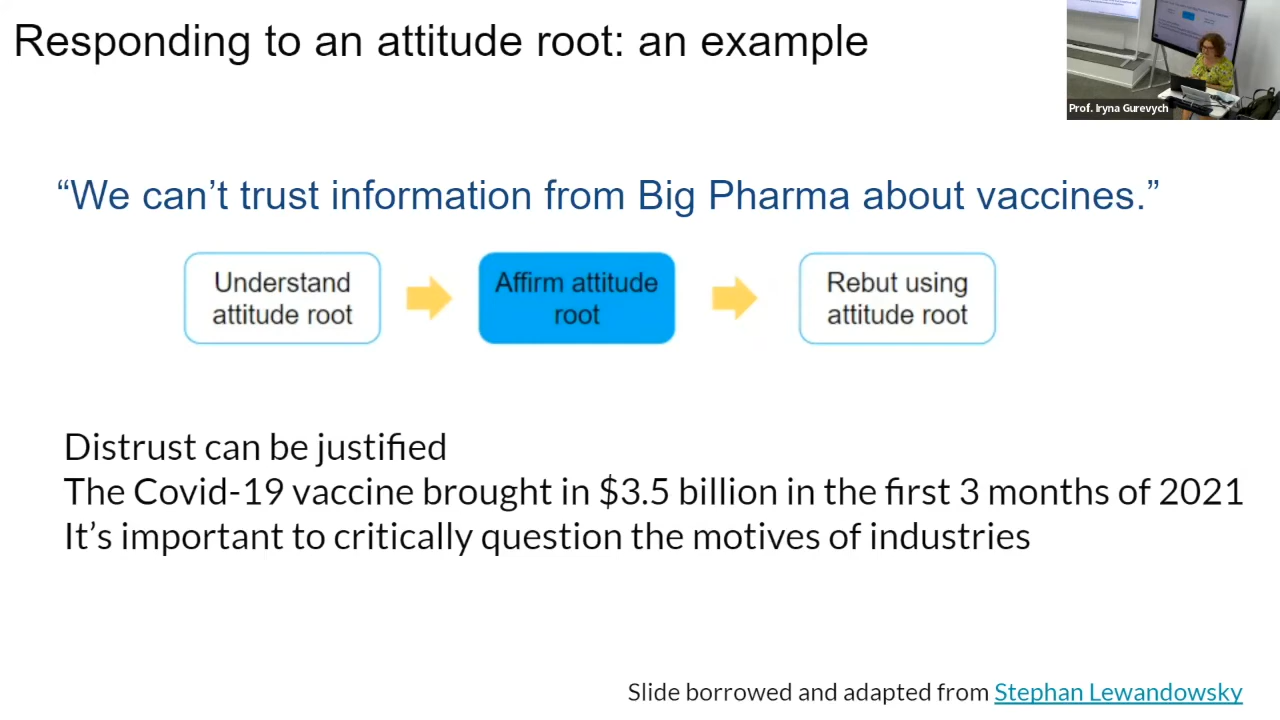 Responding to an attitude root: an example
Prof. Iryna Gurevych
“We can’t trust information from Big Pharma about vaccines.”
Understand
attitude root
Affirm attitude
root
Rebut using
attitude root
Distrust can be justified
The Covid-19 vaccine brought in $3.5 billion in the first 3 months of 2021
It’s important to critically question the motives of industries
Slide borrowed and adapted from Stephan Lewandowsky